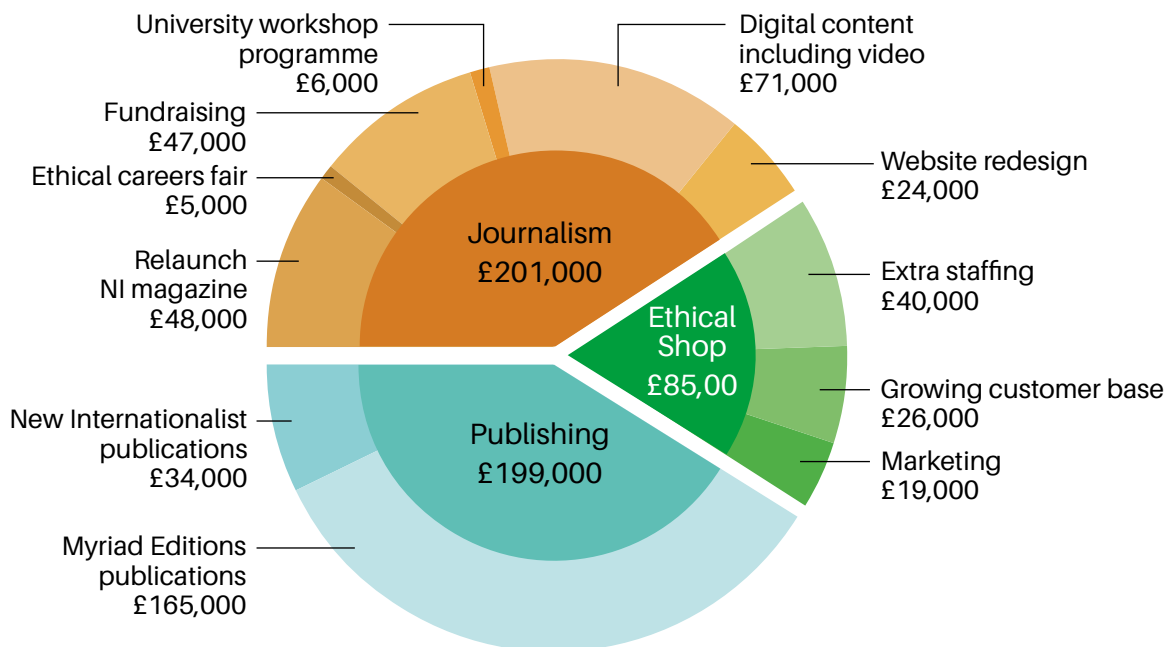 University workshop
programme
£6,000
Digital content
including video
£71,000
Fundraising
£47,000
Website redesign
£24,000
Ethical careers fair
£5,000
Journalism
£201,000
Relaunch
NI magazine
£48,000
Extra staffing
£40,000
Ethical
Shop
£85,00
Growing customer base
£26,000
New Internationalist
publications
£34,000
Publishing
£199,000
Marketing
£19,000
Myriad Editions
publications
£165,000